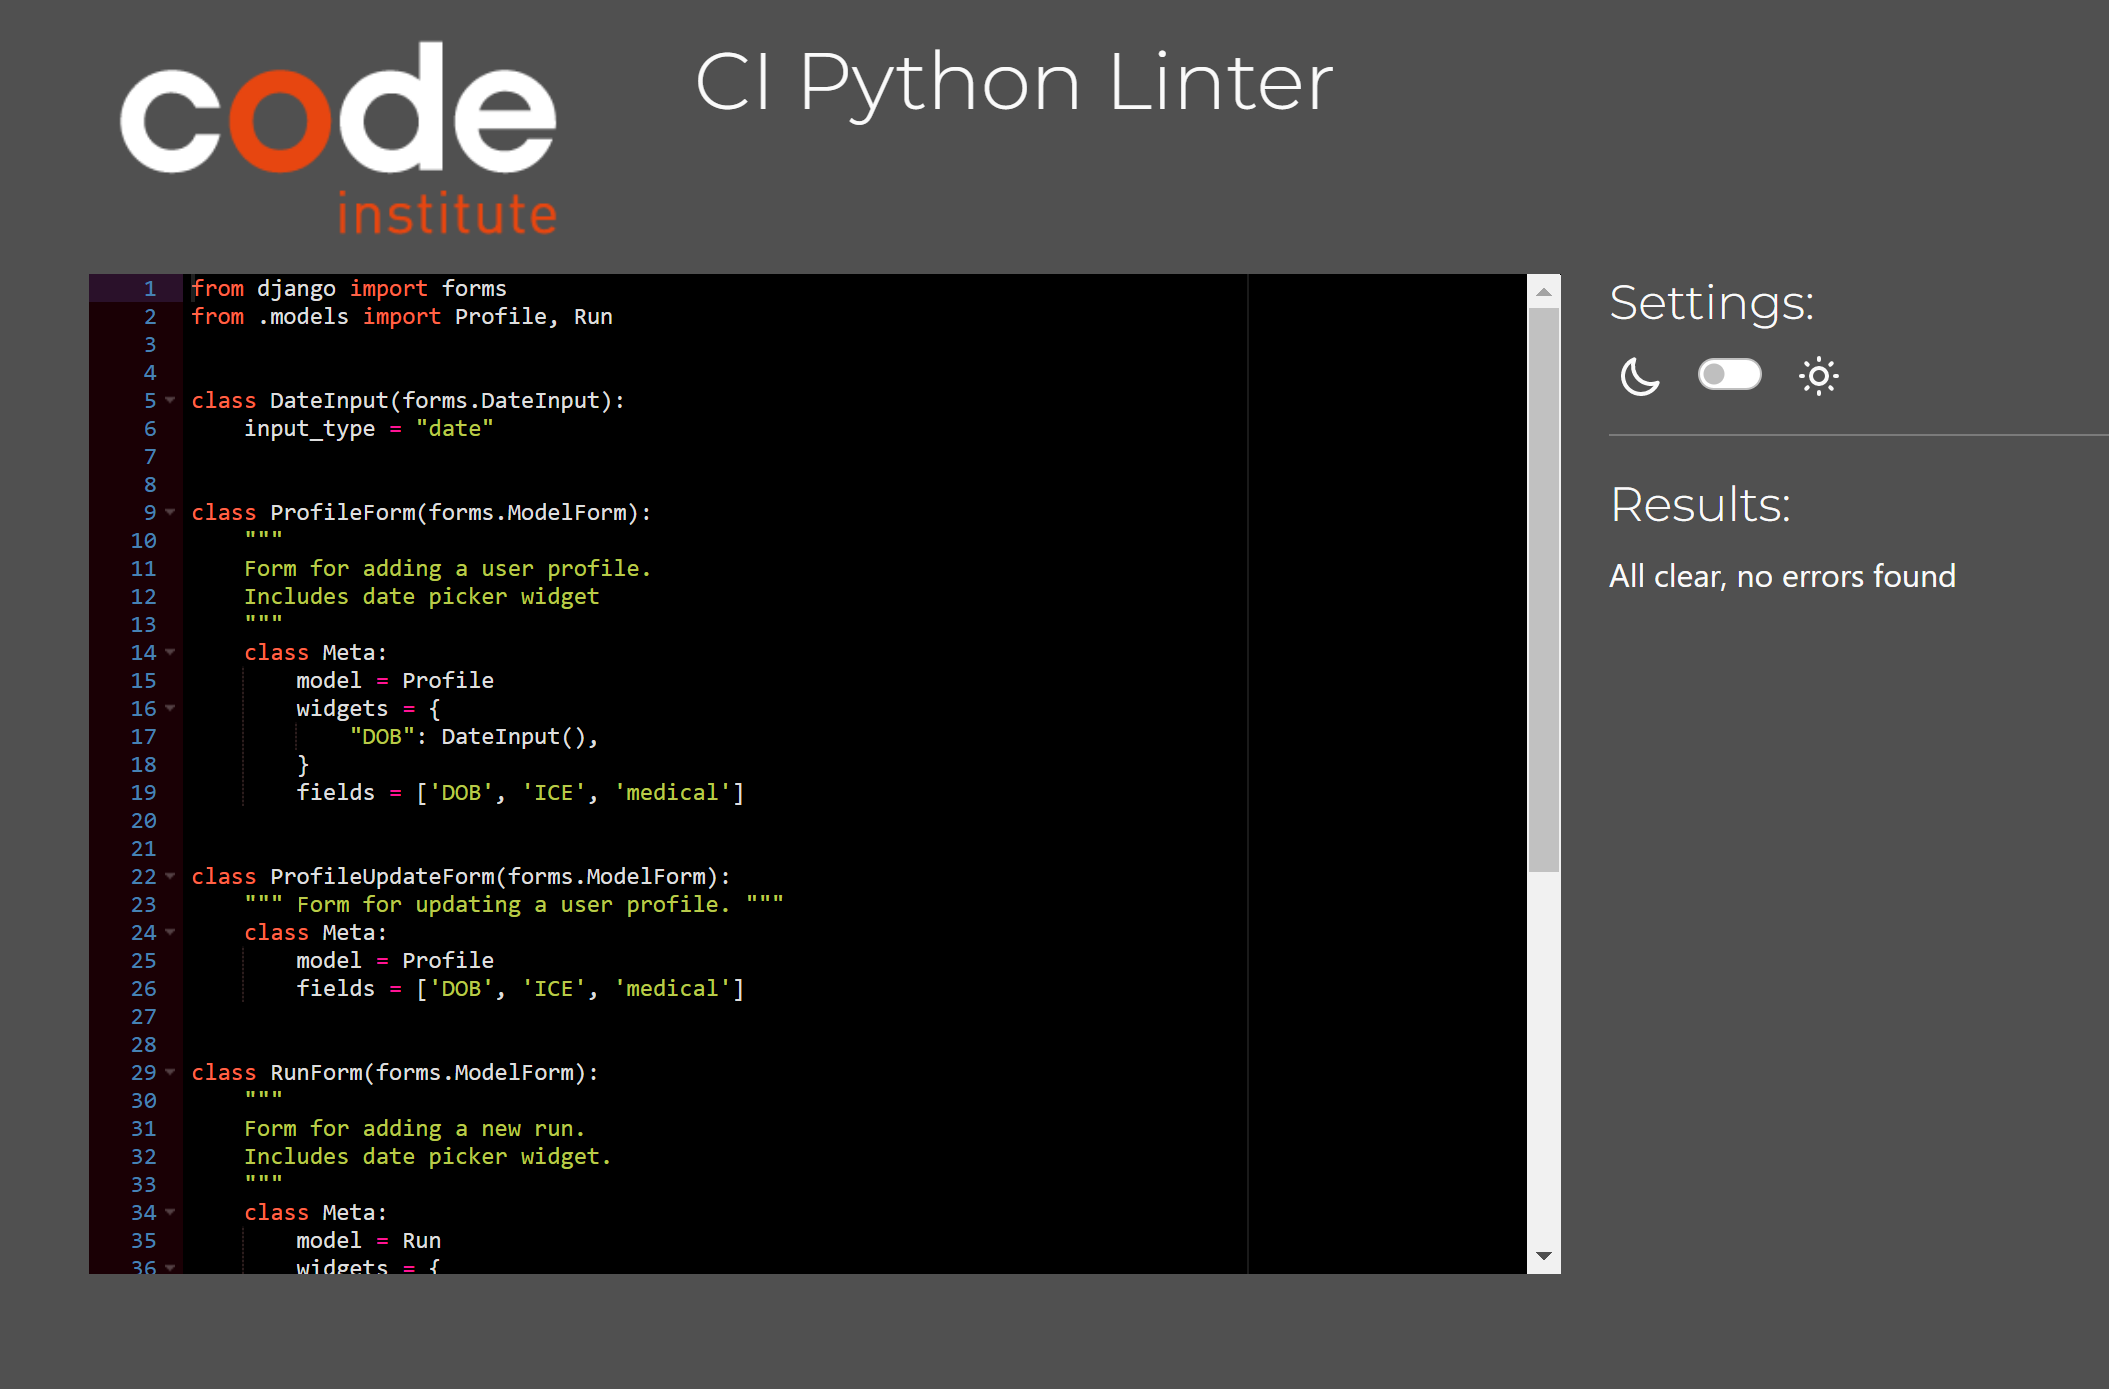 code
institute
CI Python Linter
1 from django import forms
2 from .models import Profile, Run
3
4
5 class DateInput(forms.DateInput):
6     input_type = "date"
7
8
9 class ProfileForm(forms.ModelForm):
10     """
11     Form for adding a user profile.
12     Includes date picker widget
13     """
14     class Meta:
15         model = Profile
16         widgets = {
17             "DOB": DateInput(),
18         }
19         fields = ['DOB', 'ICE', 'medical']
20
21
22 class ProfileUpdateForm(forms.ModelForm):
23     """ Form for updating a user profile. """
24     class Meta:
25         model = Profile
26         fields = ['DOB', 'ICE', 'medical']
27
28
29 class RunForm(forms.ModelForm):
30     """
31     Form for adding a new run.
32     Includes date picker widget.
33     """
34     class Meta:
35         model = Run
36         widgets = {
Settings:
Results:
All clear, no errors found